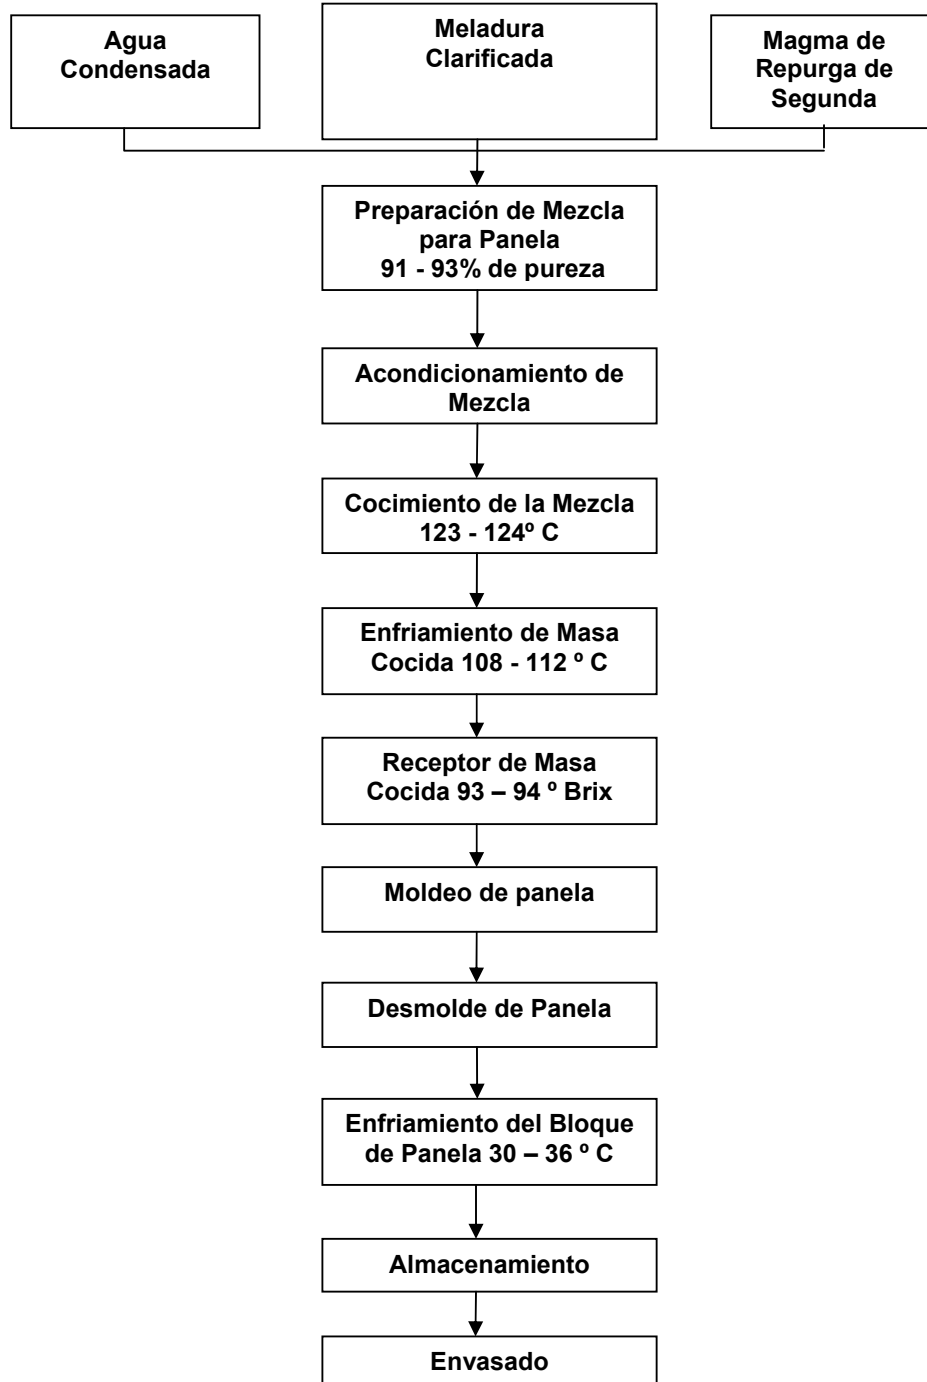 Agua
Condensada
Meladura
Clarificada
Magma de
Repurga de
Segunda
Preparación de Mezcla
para Panela
91 - 93% de pureza
Acondicionamiento de
Mezcla
Cocimiento de la Mezcla
123 - 124º C
Enfriamiento de Masa
Cocida 108 - 112 º C
Receptor de Masa
Cocida 93 – 94 º Brix
Moldeo de panela
Desmolde de Panela
Enfriamiento del Bloque
de Panela 30 – 36 º C
Almacenamiento
Envasado